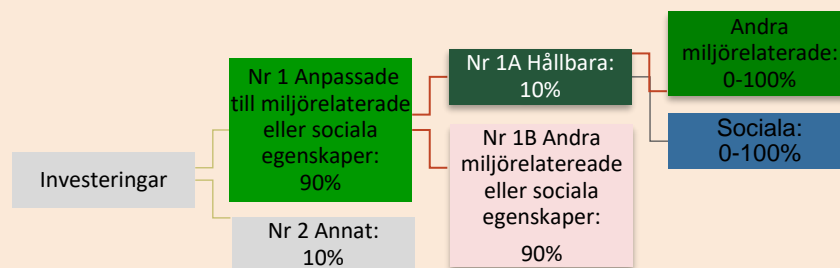 Investeringar
Nr 1 Anpassade
till miljörelaterade
eller sociala
egenskaper:
90%
Nr 2 Annat:
10%
Nr 1A Hållbara:
10%
Nr 1B Andra
miljörelatereade
eller sociala
egenskaper:
90%
Andra
miljörelaterade:
0-100%
Sociala:
0-100%